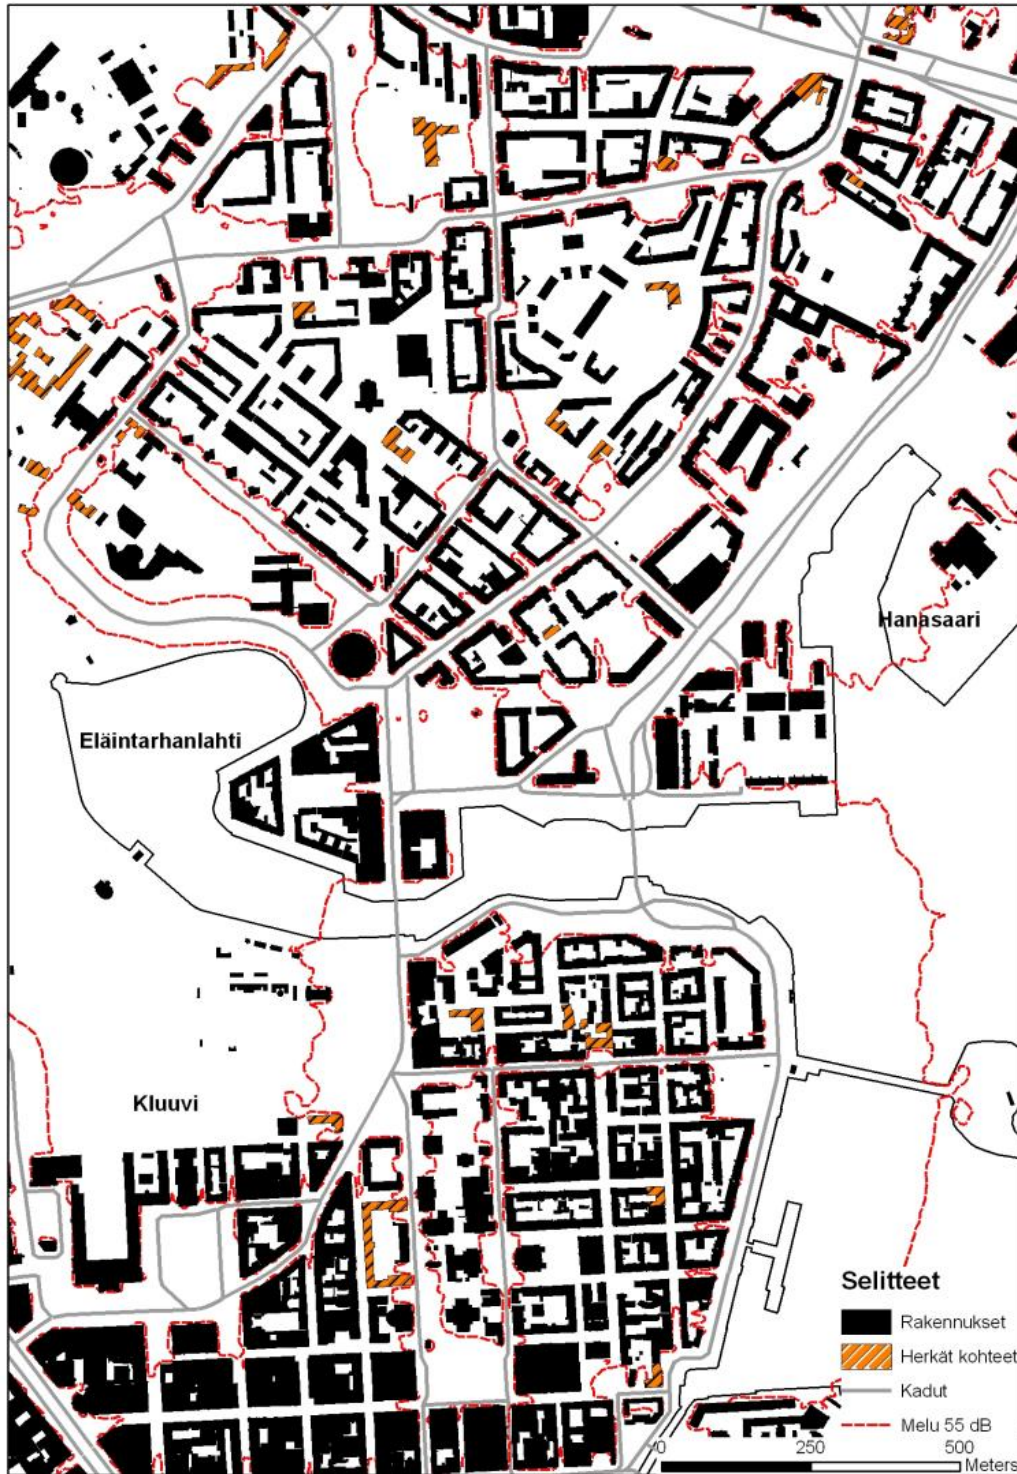 Hanasaari
Eläintarhanlahti
Kluuvi
Selitteet
Rakennukset
Herkät kohteet
Kadut
Melu 55 dB
0 250 500
Meters